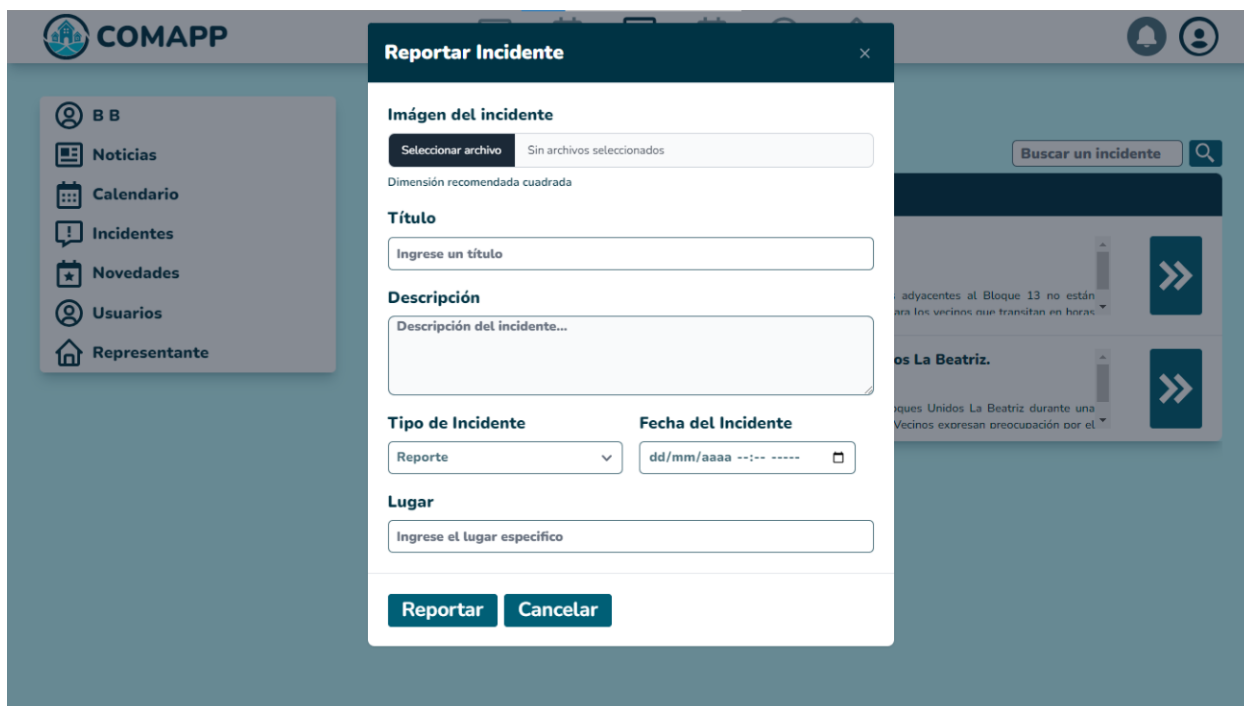 COMAPP
B B
Noticias
Calendario
Incidentes
Novedades
Usuarios
Representante
Reportar Incidente
×
Imágen del incidente
Seleccionar archivo Sin archivos seleccionados
Dimensión recomendada cuadrada
Título
Ingrese un título
Descripción
Descripción del incidente...
Tipo de Incidente Fecha del Incidente
Reporte dd/mm/aaaa --:-- -----
Lugar
Ingrese el lugar especifico
Reportar Cancelar
Buscar un incidente
adyacentes al Bloque 13 no están
para los vecinos que transitan en horas
os La Beatriz.
oques Unidos La Beatriz durante una
Vecinos expresan preocupación por el